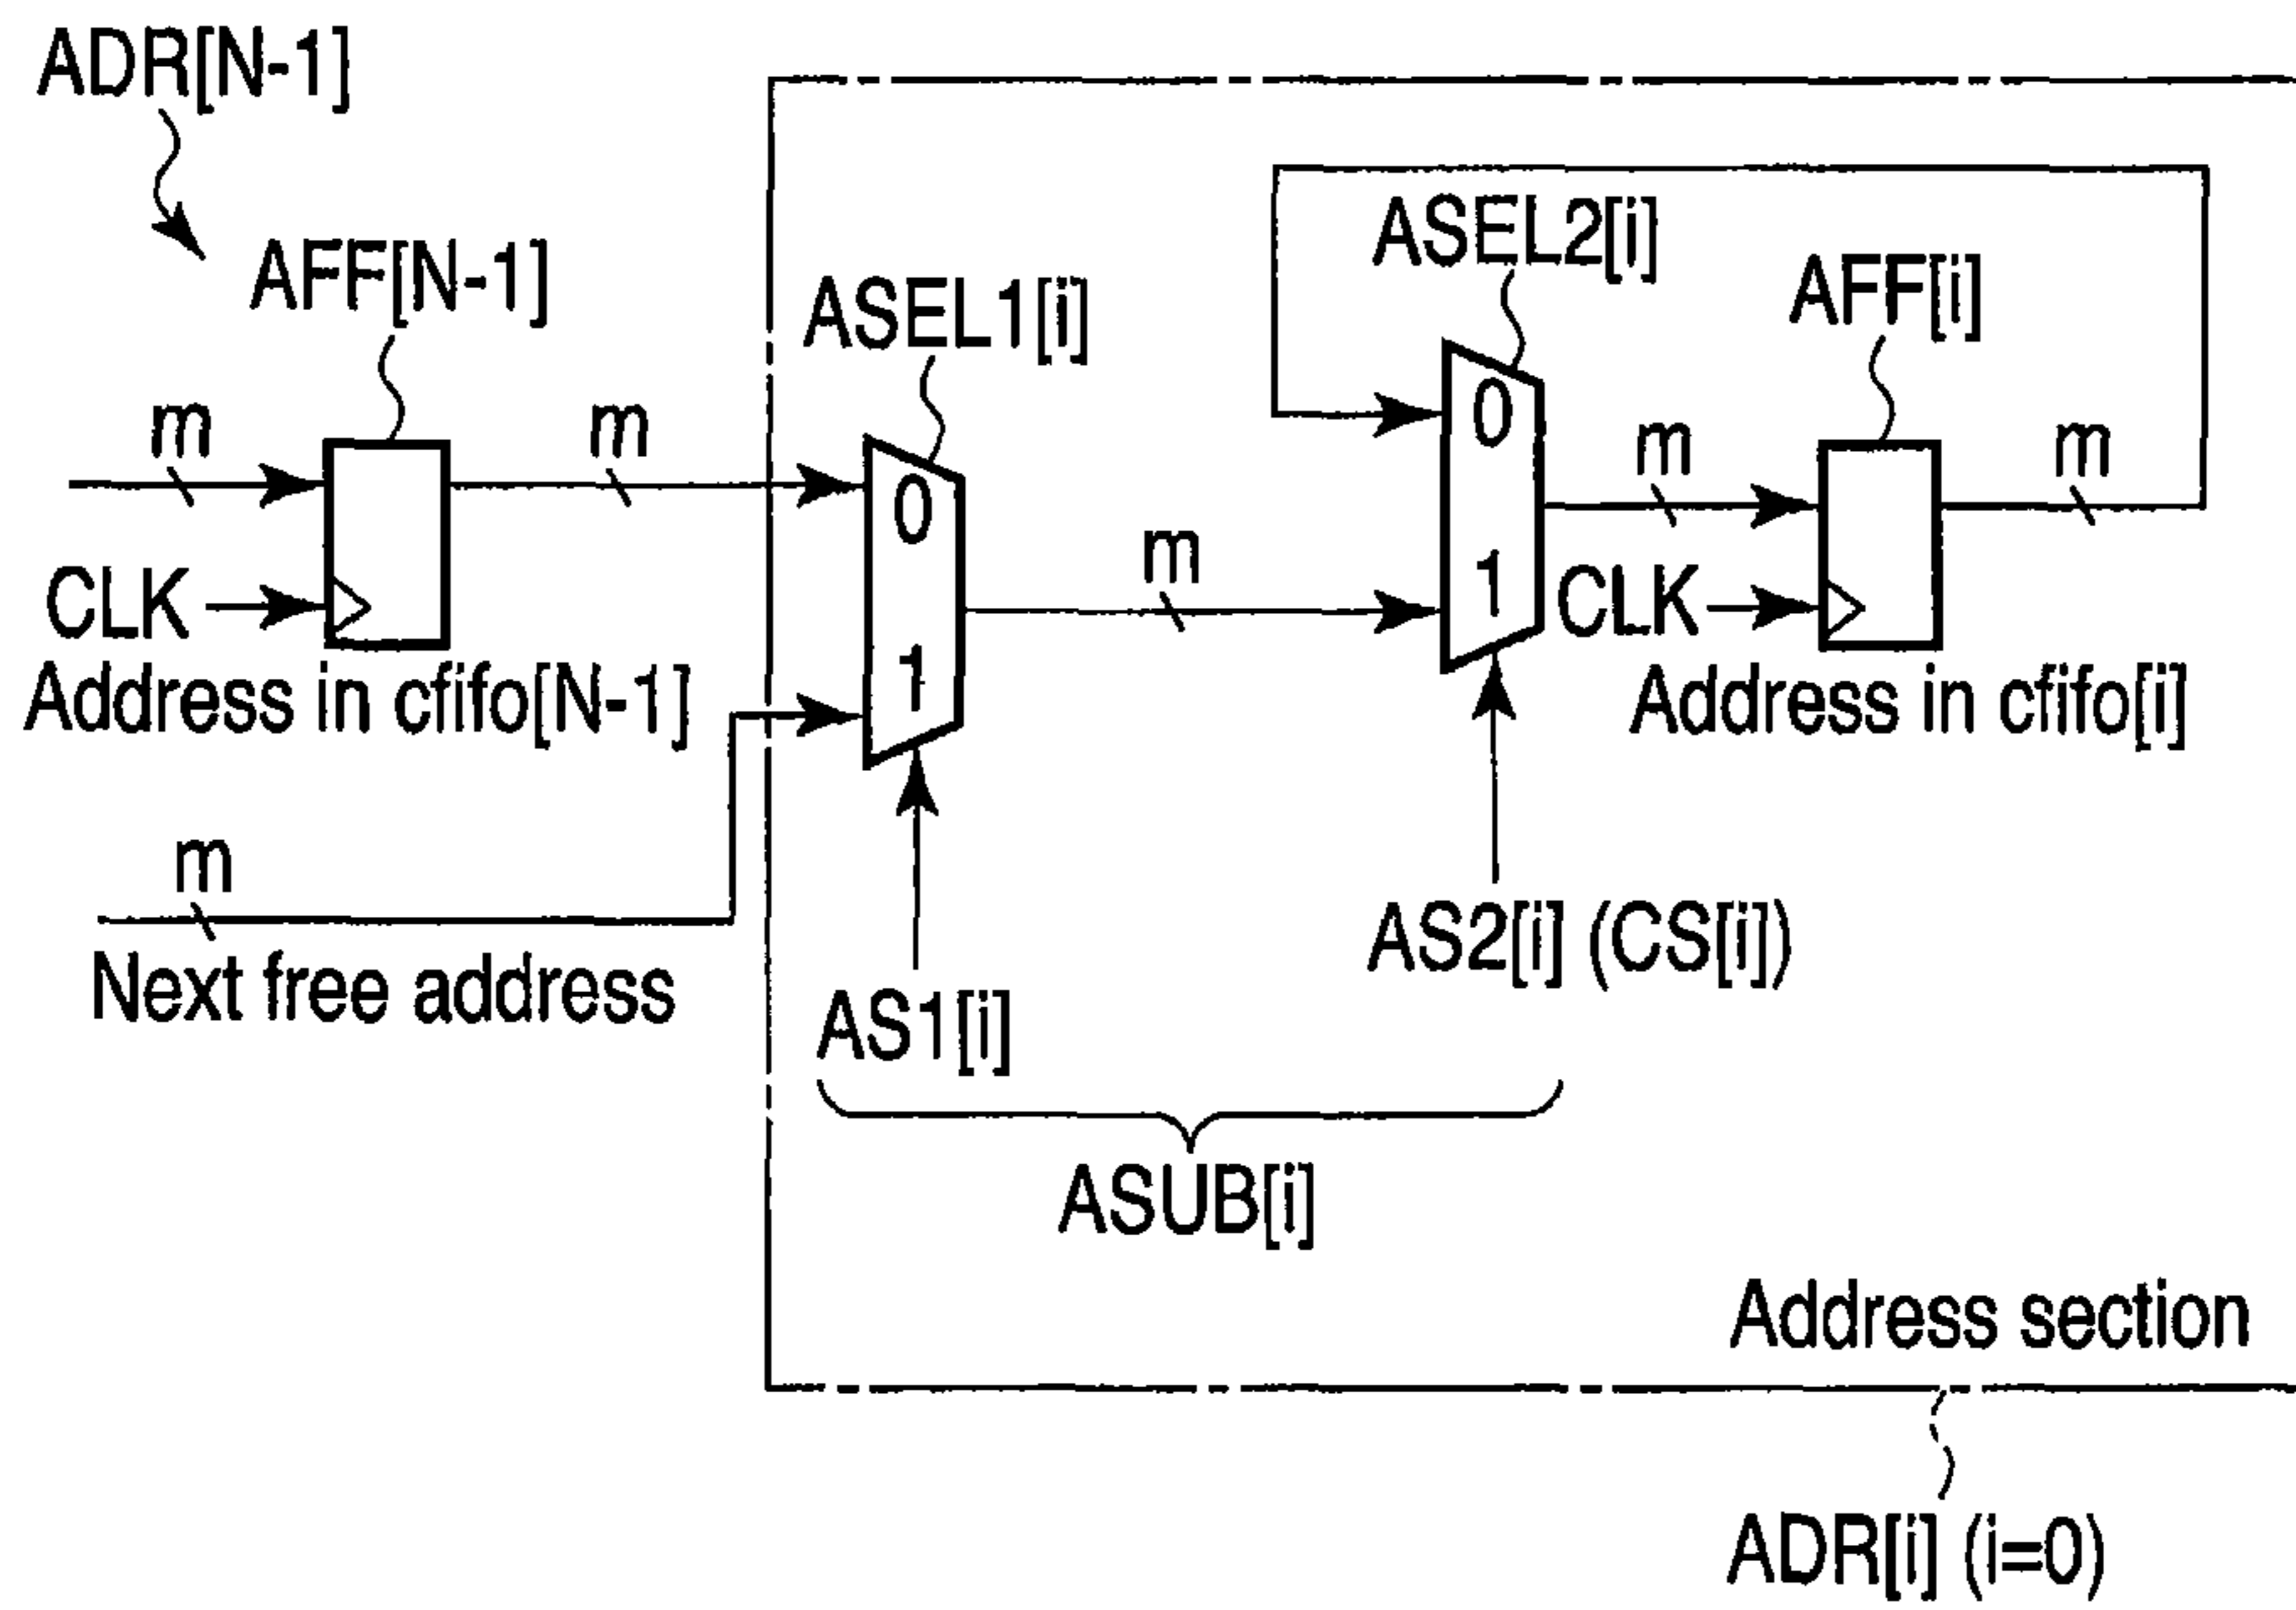 ADR[N-1]
AFF[N-1]
ASEL1[i]
ASEL2[i]
AFF[i]
m
m
0
1
m
0
1
m
m
CLK
CLK
Address in cfifo[N-1]
Address in cfifo[i]
m
Next free address
AS1[i]
AS2[i] (CS[i])
ASUB[i]
Address section
ADR[i] (i=0)